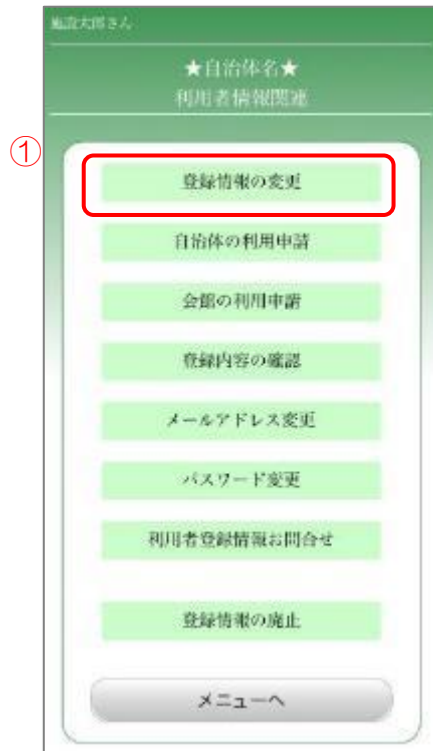 施設太郎さん
★自治体名★
利用者情報関連
①
登録情報の変更
自治体の利用申請
会館の利用申請
登録内容の確認
メールアドレス変更
パスワード変更
利用者登録情報お問合せ
登録情報の廃止
メニューへ